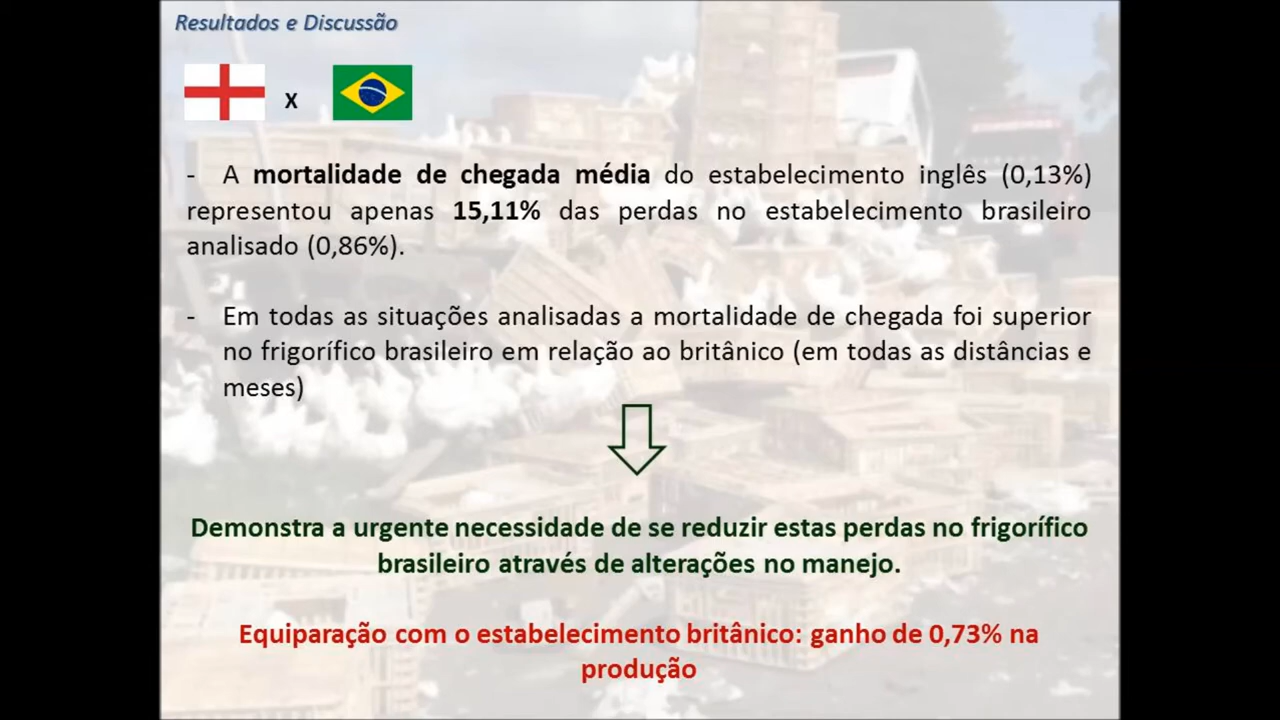 Resultados e Discussão
x
- A mortalidade de chegada média do estabelecimento inglês (0,13%)
representou apenas 15,11% das perdas no estabelecimento brasileiro
analisado (0,86%).
- Em todas as situações analisadas a mortalidade de chegada foi superior
no frigorífico brasileiro em relação ao britânico (em todas as distâncias e
meses)
Demonstra a urgente necessidade de se reduzir estas perdas no frigorífico
brasileiro através de alterações no manejo.
Equiparação com o estabelecimento britânico: ganho de 0,73% na
produção